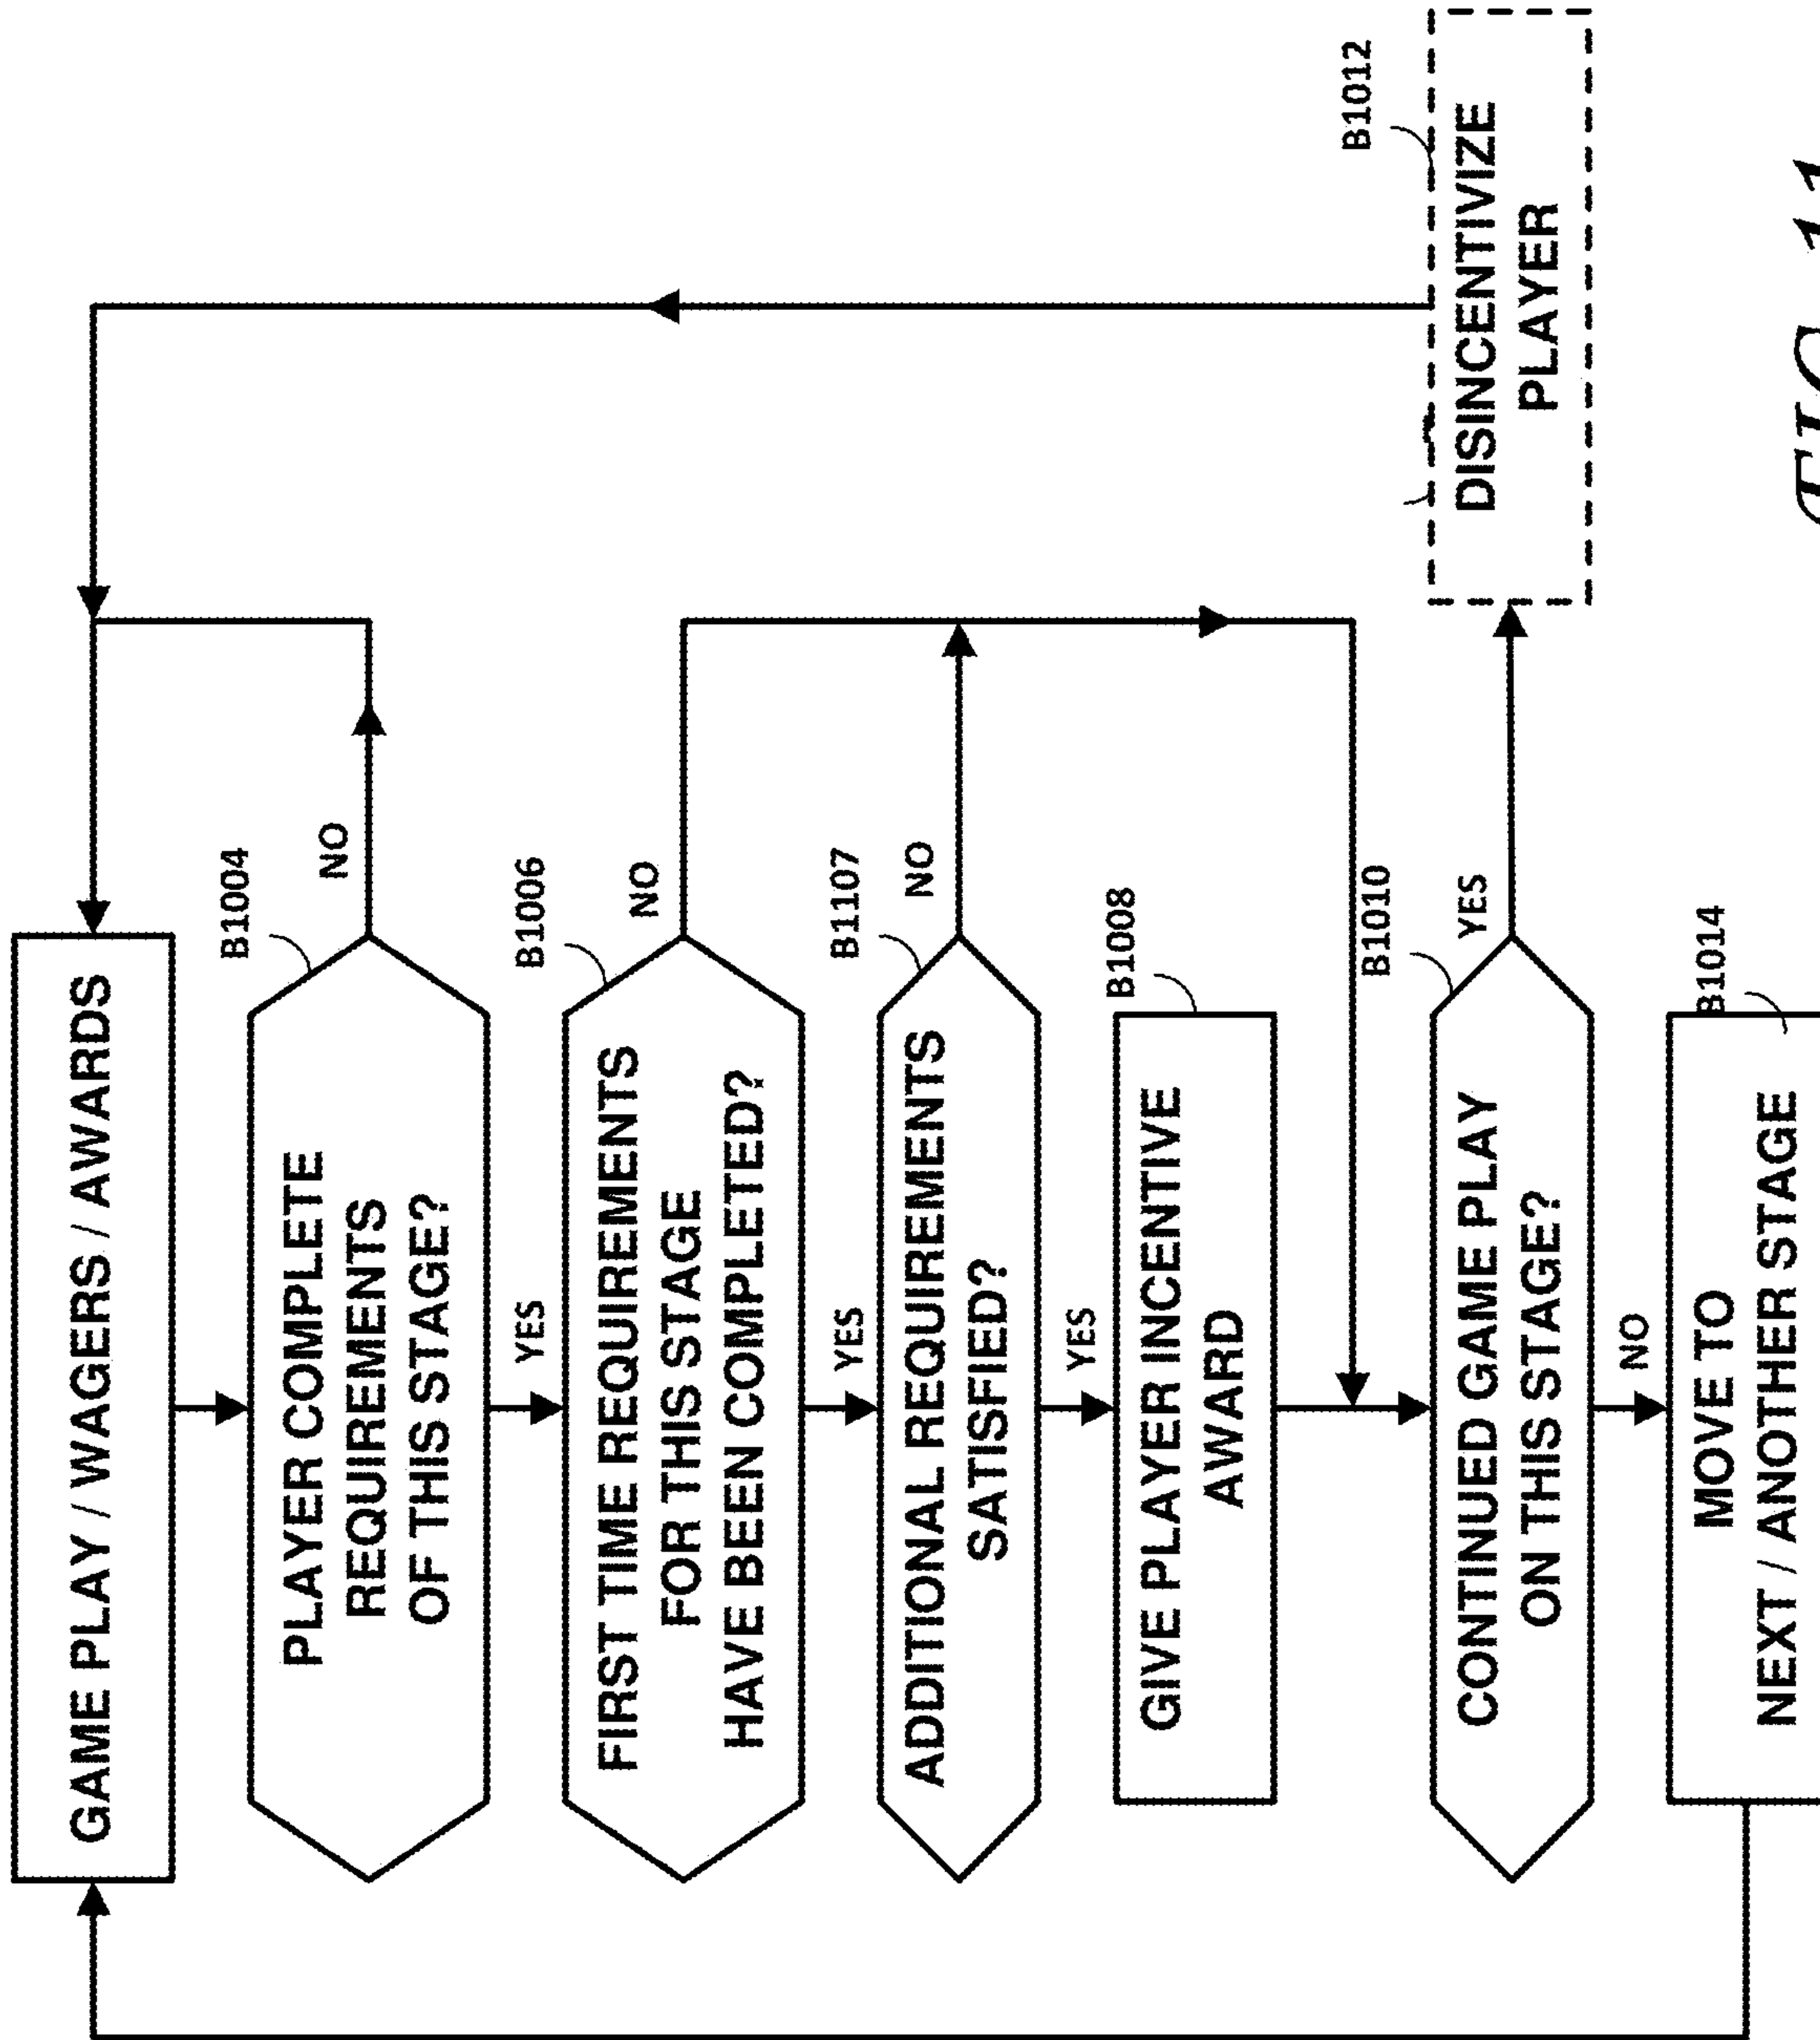 GAME PLAY / WAGERS / AWARDS
B1004
PLAYER COMPLETE
REQUIREMENTS
OF THIS STAGE?
NO
YES
B1006
FIRST TIME REQUIREMENTS
FOR THIS STAGE
HAVE BEEN COMPLETED?
NO
YES
B1107
ADDITIONAL REQUIREMENTS
SATISFIED?
NO
YES
B1008
GIVE PLAYER INCENTIVE
AWARD
B1010
CONTINUED GAME PLAY
ON THIS STAGE?
YES
NO
B1012
DISINCENTIVIZE
PLAYER
B1014
MOVE TO
NEXT / ANOTHER STAGE